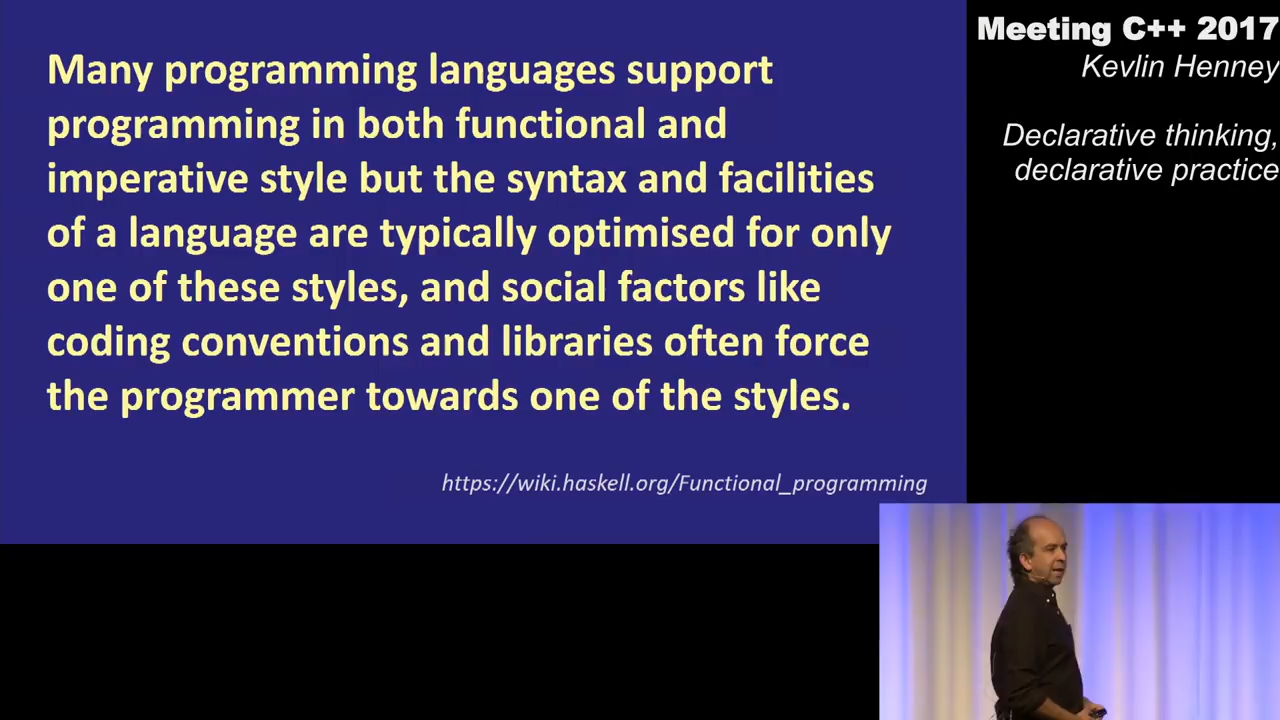 Many programming languages support
programming in both functional and
imperative style but the syntax and facilities
of a language are typically optimised for only
one of these styles, and social factors like
coding conventions and libraries often force
the programmer towards one of the styles.
https://wiki.haskell.org/Functional_programming
Meeting C++ 2017
Kevlin Henney
Declarative thinking,
declarative practice